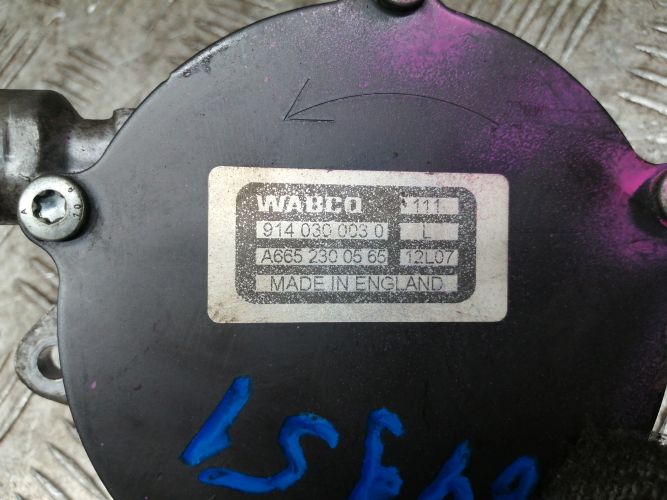 WABCO 111
914 030 003 0 L
A665 230 05 65 12L07
MADE IN ENGLAND